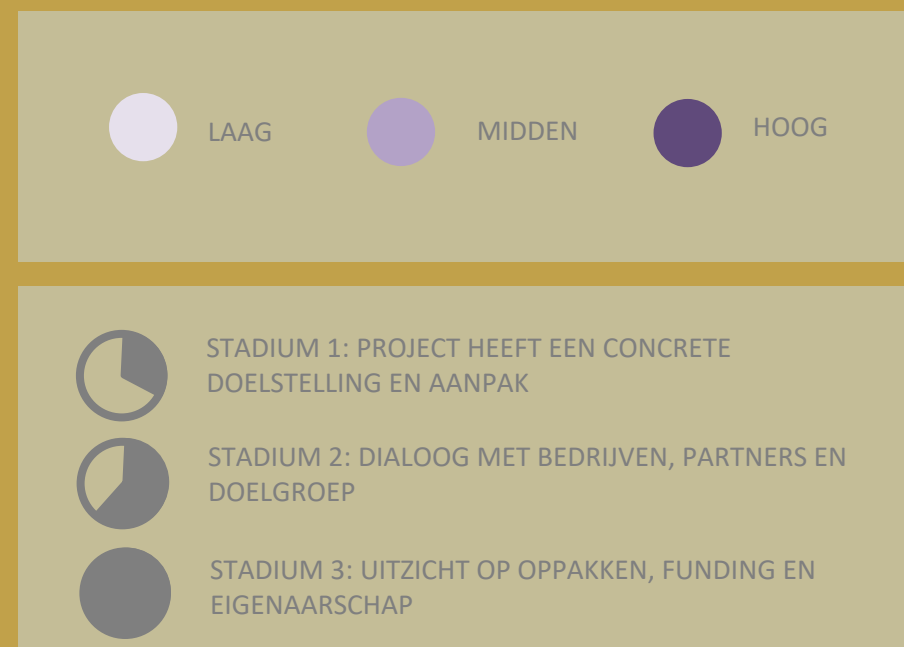 LAAG MIDDEN HOOG
STADIUM 1: PROJECT HEEFT EEN CONCRETE
DOELSTELLING EN AANPAK
STADIUM 2: DIALOOG MET BEDRIJVEN, PARTNERS EN
DOELGROEP
STADIUM 3: UITZICHT OP OPPAKKEN, FUNDING EN
EIGENAARSCHAP